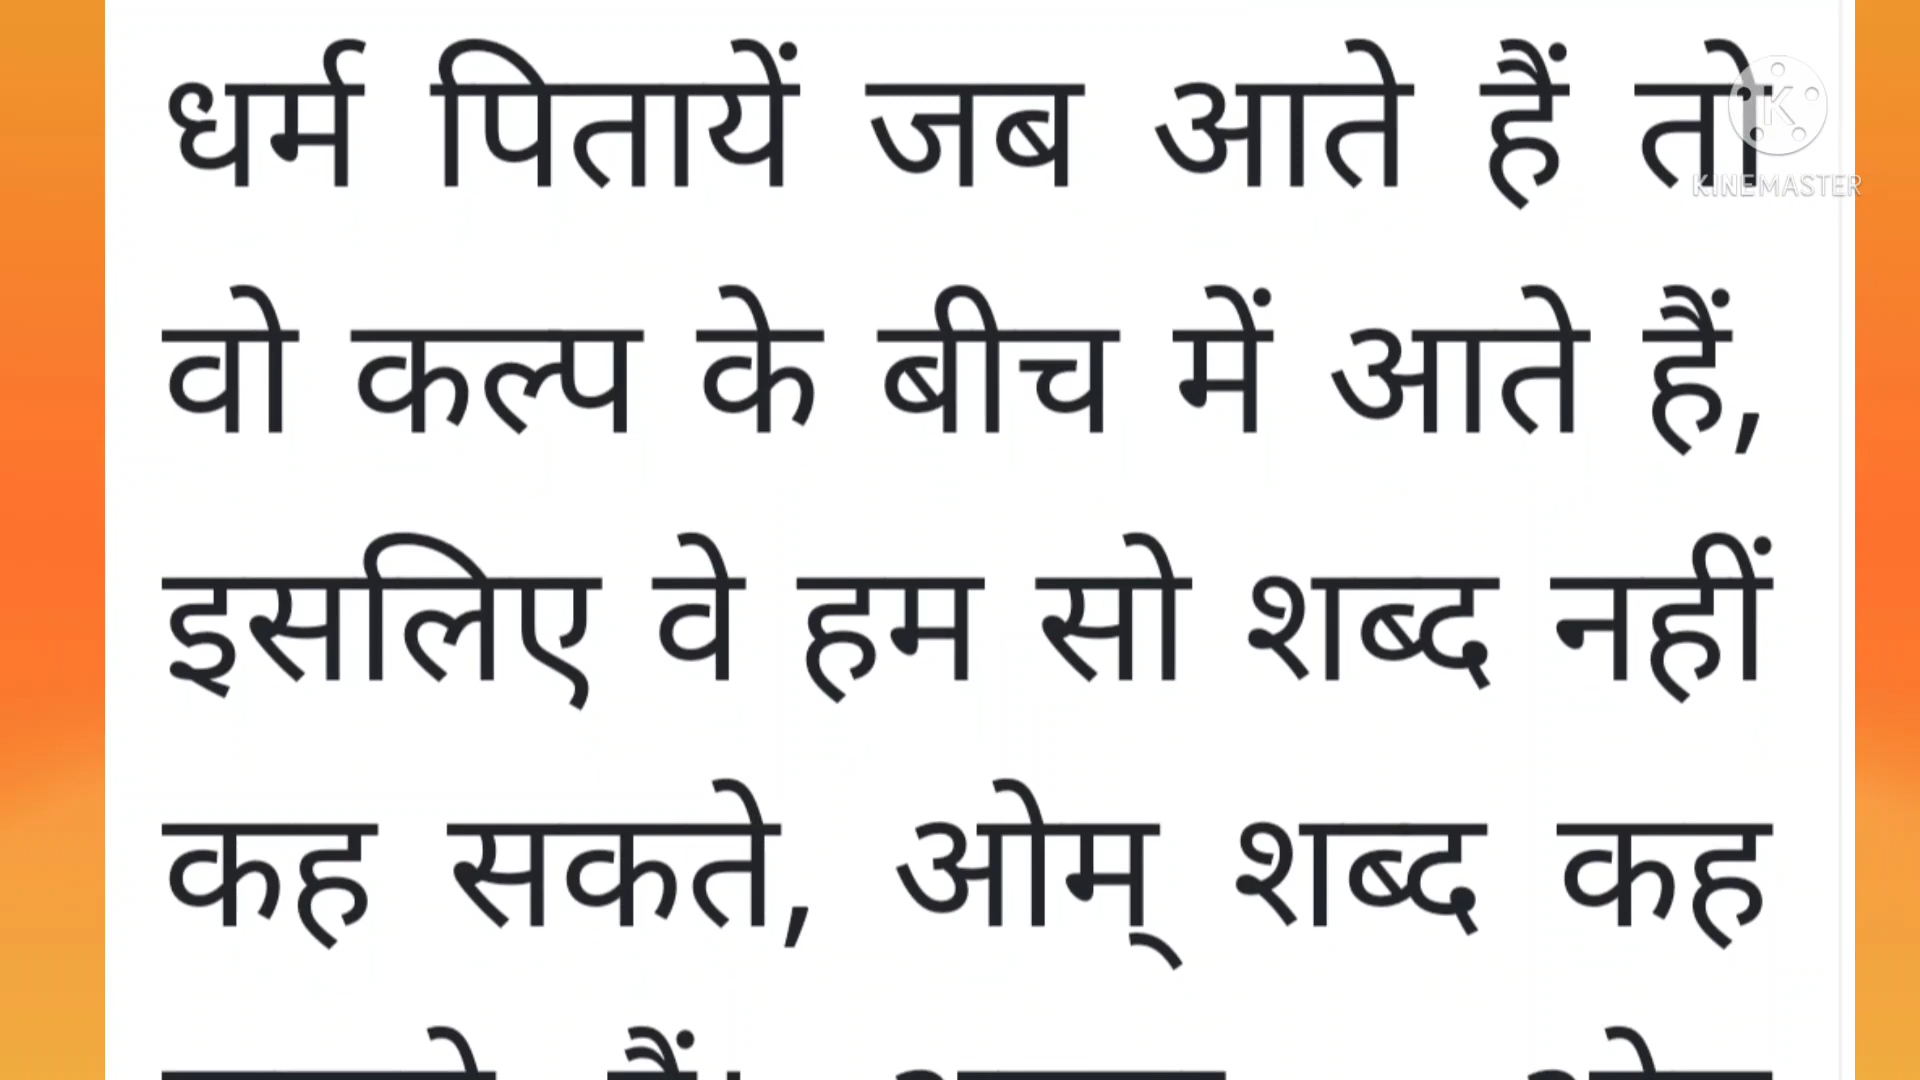 धर्म पितायें जब आते हैं तो
KINEMASTER
वो कल्प के बीच में आते हैं,
इसलिए वे हम सो शब्द नहीं
कह सकते, ओम् शब्द कह